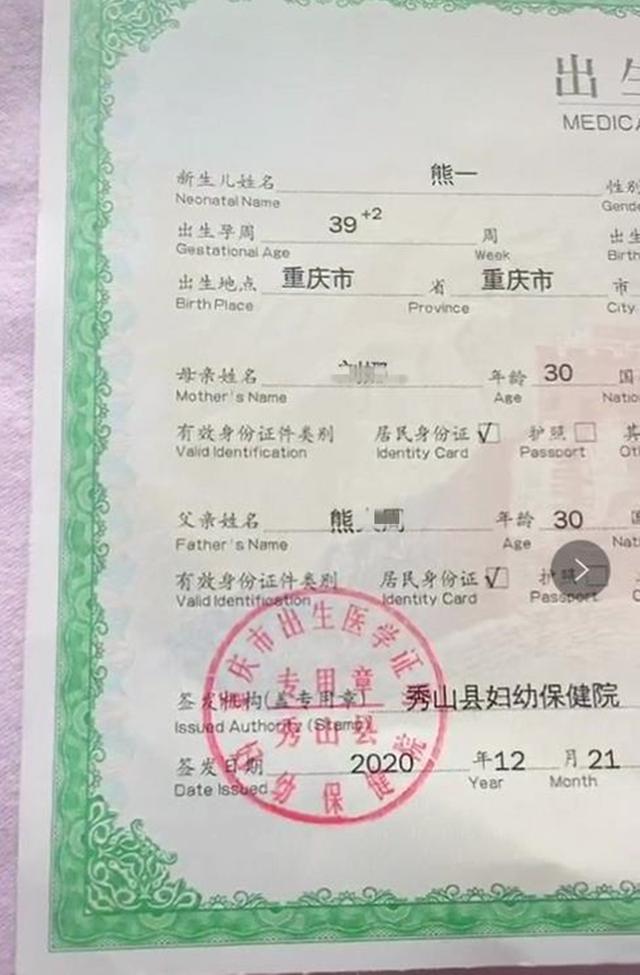 出生
MEDICA
新生儿姓名 熊一 性别
Neonatal Name Gende
出生孕周 39+2 周 出生
Gestational Age Week Birth
出生地点 重庆市 省 重庆市 市
Birth Place Province City
母亲姓名 年龄 30 国
Mother's Name Age Natio
有效身份证件类别 居民身份证 √ 护照 □ 其
Valid Identification Identity Card Passport Ot
父亲姓名 熊 年龄 30 国
Father's Name Age Nati
有效身份证件类别 居民身份证 √ 护照 □
Valid Identification Identity Card Passport
签发机构(盖专用章) 秀山县妇幼保健院
Issued Authority (Stamp)
签发日期 2020 年 12 月 21
Date Issued Year Month
庆市出生医学证
专用章
秀山县
幼保健院